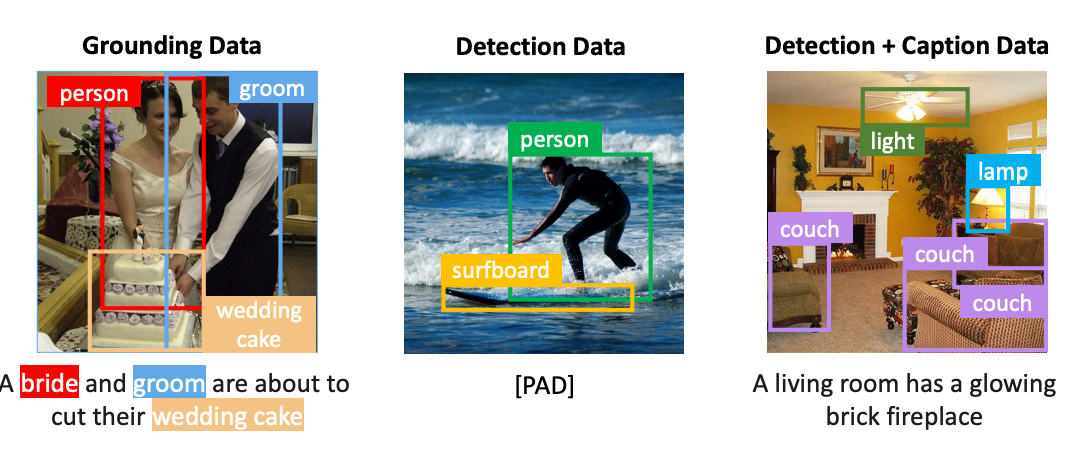 Grounding Data
person
groom
wedding
cake
A bride and groom are about to
cut their wedding cake
Detection Data
person
surfboard
[PAD]
Detection + Caption Data
light
lamp
couch
couch
couch
A living room has a glowing
brick fireplace